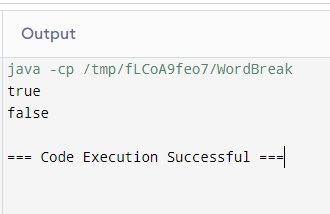 Output
java -cp /tmp/fLCoA9feo7/WordBreak
true
false
=== Code Execution Successful ===